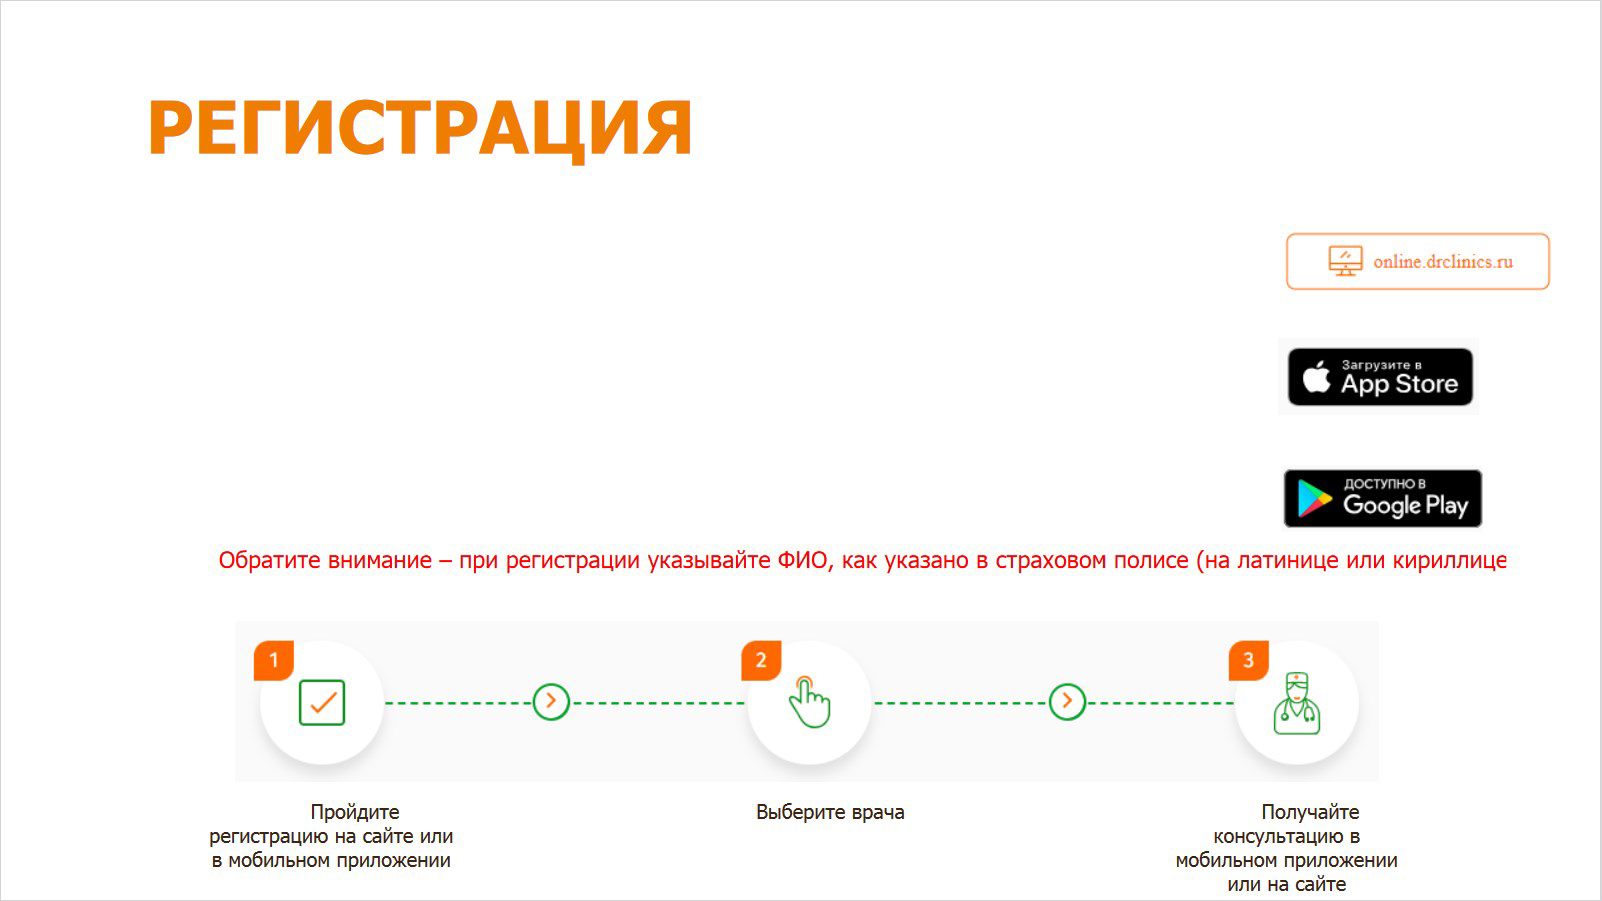 РЕГИСТРАЦИЯ
online.drclinics.ru
Загрузите в
App Store
ДОСТУПНО В
Google Play
Обратите внимание – при регистрации указывайте ФИО, как указано в страховом полисе (на латинице или кириллице
1
2
3
Пройдите
регистрацию на сайте или
в мобильном приложении
Выберите врача
Получайте
консультацию в
мобильном приложении
или на сайте